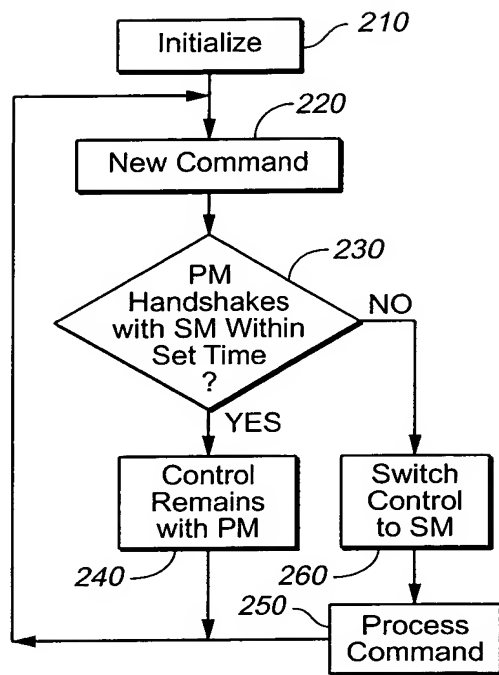 210
Initialize
220
New Command
230
PM
Handshakes
with SM Within
Set Time
?
NO
YES
Control
Remains
with PM
240
Switch
Control
to SM
260
250
Process
Command